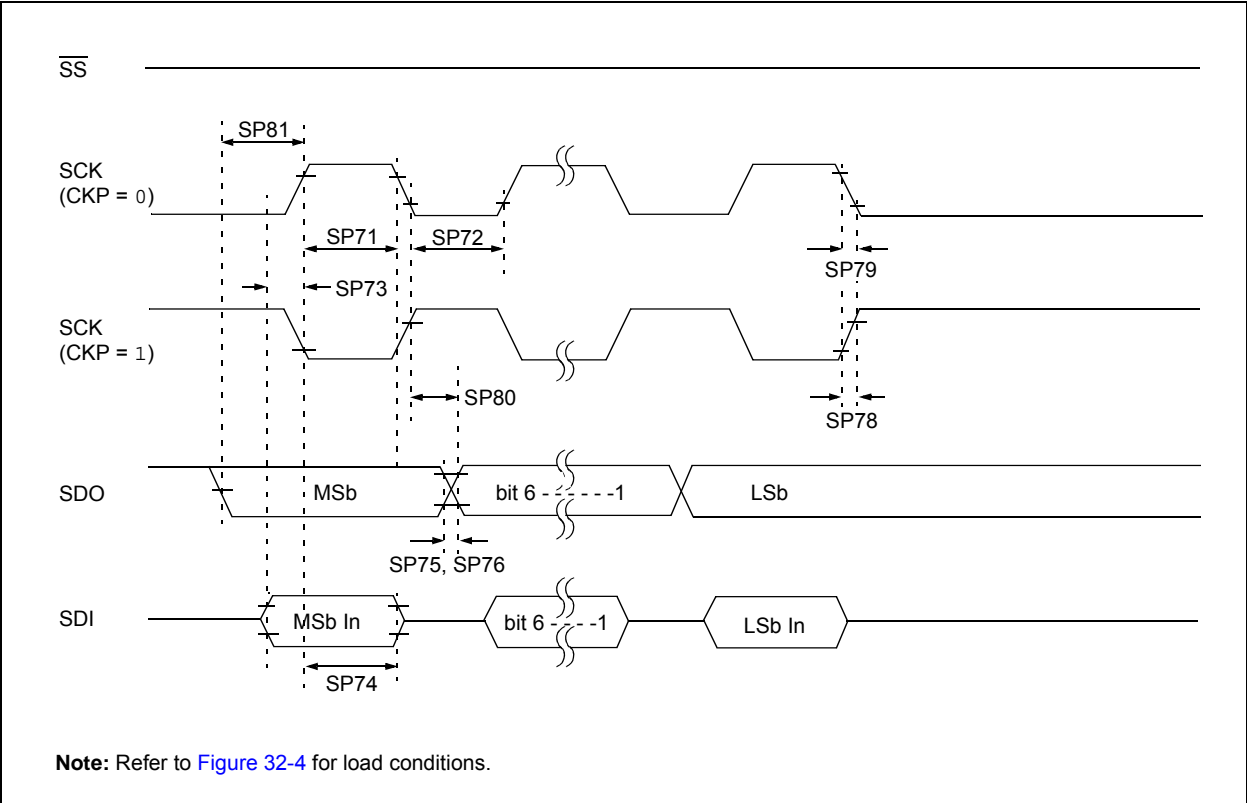 SS
SP81
SCK
(CKP = 0)
SP71
SP72
SP79
SP73
SCK
(CKP = 1)
SP80
SP78
SDO
MSb
bit 6 - - - - - -1
LSb
SP75, SP76
SDI
MSb In
bit 6 - - - -1
LSb In
SP74
Note: Refer to Figure 32-4 for load conditions.